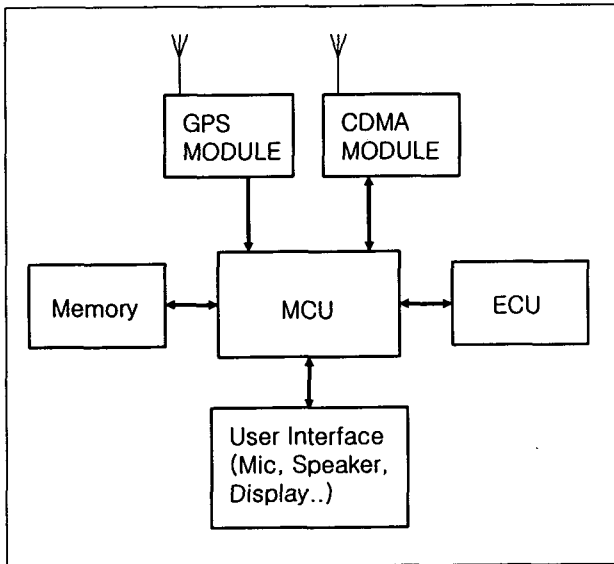 GPS
MODULE
CDMA
MODULE
Memory
MCU
ECU
User Interface
(Mic, Speaker,
Display..)